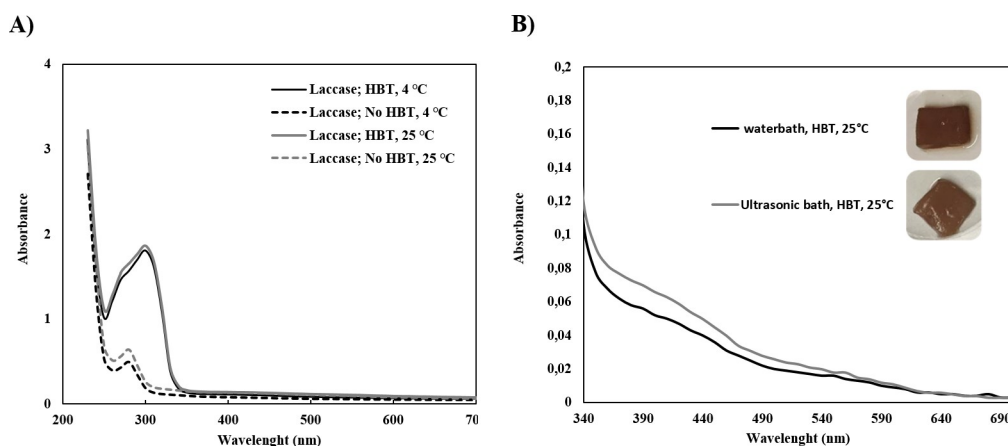 A)
Absorbance
4
3
2
1
0
200
300
400
500
600
70
Wavelenght (nm)
Laccase; HBT, 4 °C
Laccase; No HBT, 4 °C
Laccase; HBT, 25 °C
Laccase; No HBT, 25 °C
B)
Absorbance
0,2
0,18
0,16
0,14
0,12
0,1
0,08
0,06
0,04
0,02
0
340
390
440
490
540
590
640
690
Wavelenght (nm)
waterbath, HBT, 25°C
Ultrasonic bath, HBT, 25°C